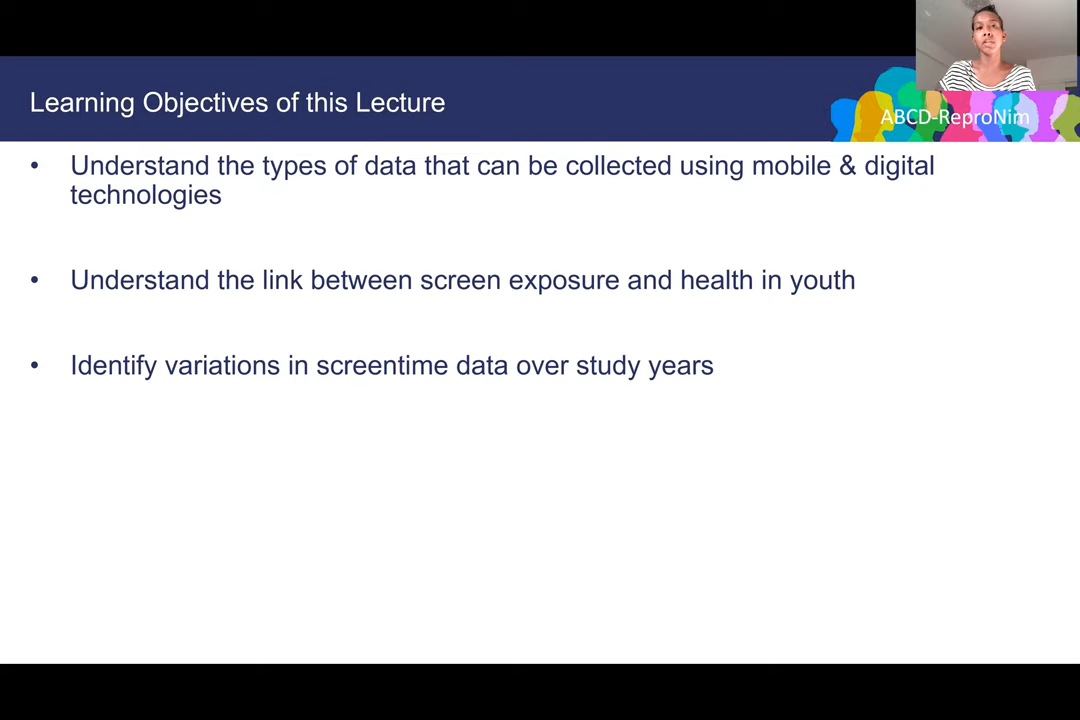 Learning Objectives of this Lecture
ABCD-ReproNim
• Understand the types of data that can be collected using mobile & digital
technologies
• Understand the link between screen exposure and health in youth
• Identify variations in screentime data over study years